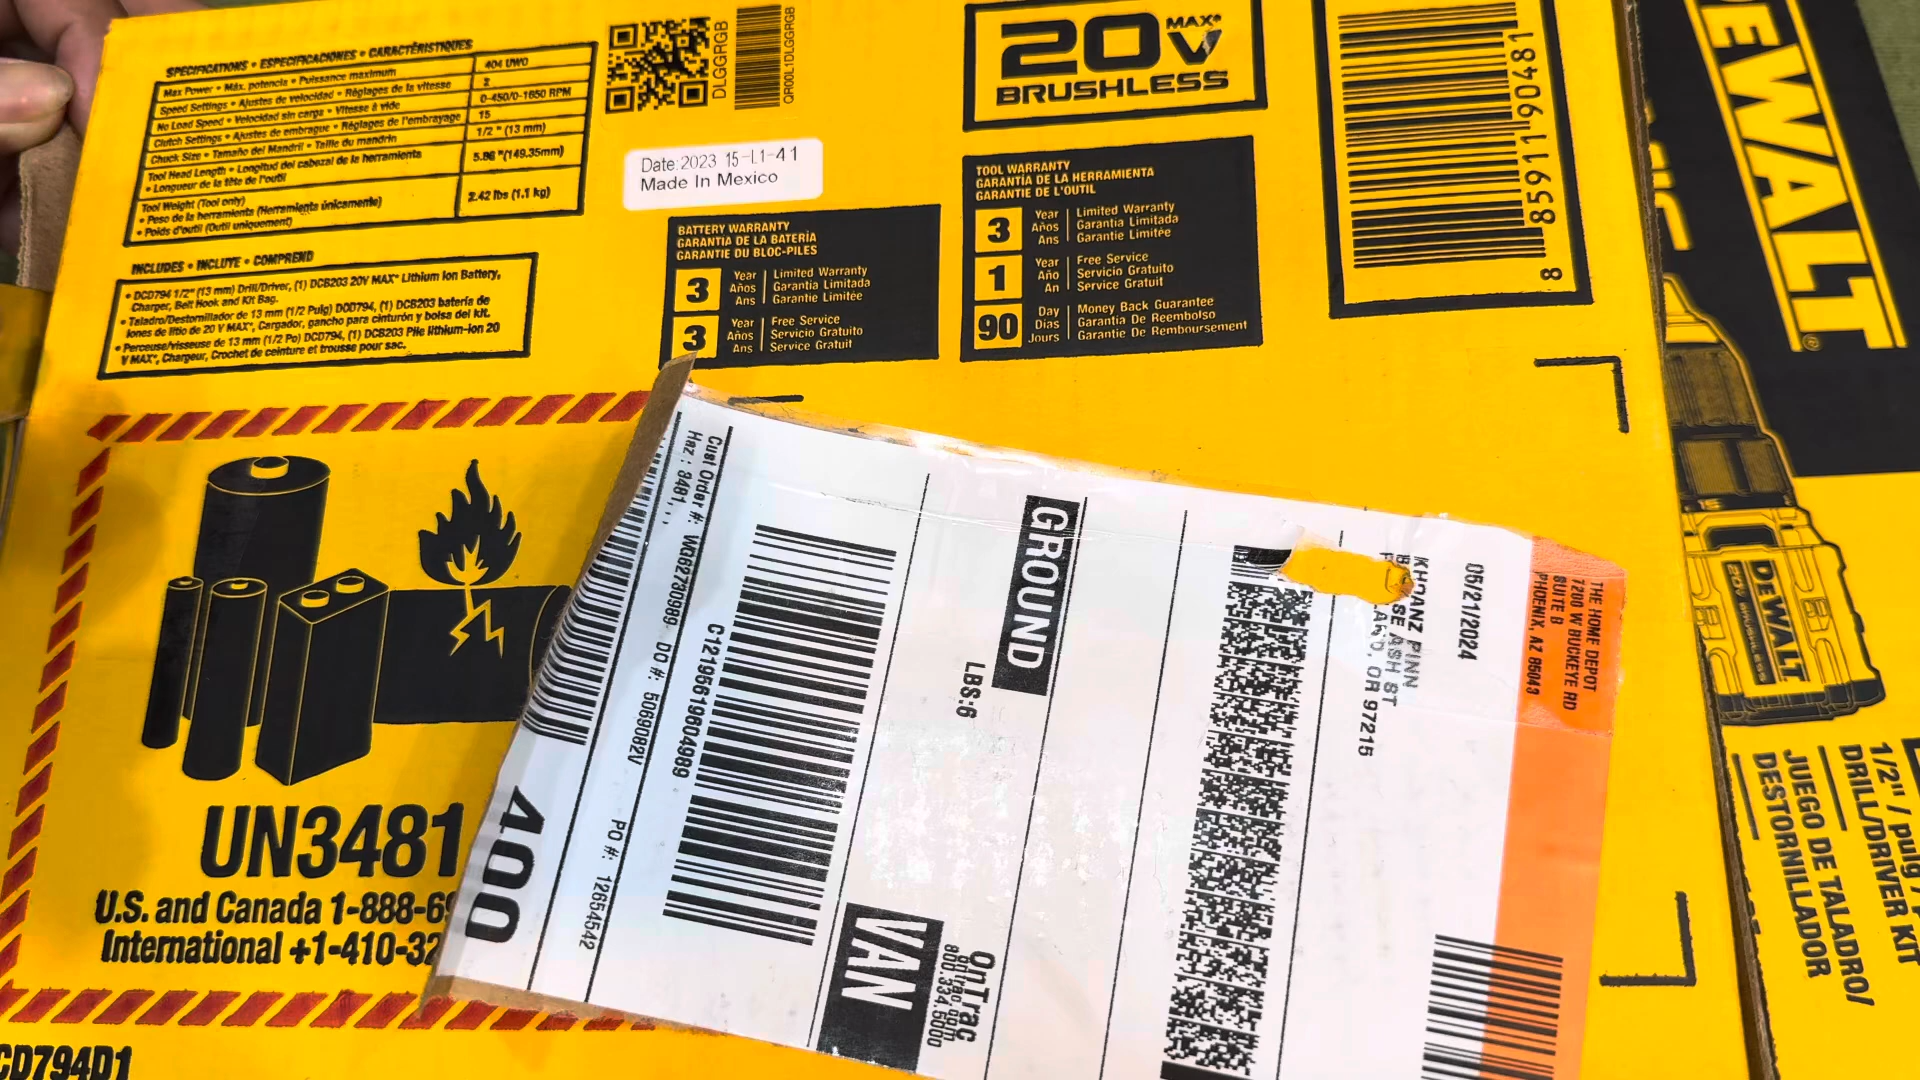 SPECIFICATIONS • ESPECIFICACIONES • CARACTÉRISTIQUES
Max Power • Máx. potencia • Puissance maximum 404 UWO
Speed Settings • Ajustes de velocidad • Réglages de la vitesse 2
No Load Speed • Velocidad sin carga • Vitesse à vide 0-450/0-1650 RPM
Clutch Settings • Ajustes de embrague • Réglages de l'embrayage 15
Chuck Size • Tamaño del Mandril • Taille du mandrin 1/2 " (13 mm)
Tool Head Length • Longitud del cabezal de la herramienta
• Longueur de la tête de l'outil 5.86 "(149.35mm)
Tool Weight (Tool only)
• Peso de la herramienta (Herramienta únicamente)
• Poids d'outil (Outil uniquement) 2.42 lbs (1.1 kg)
INCLUDES • INCLUYE • COMPREND
• DCD794 1/2" (13 mm) Drill/Driver, (1) DCB203 20V MAX* Lithium Ion Battery,
Charger, Belt Hook and Kit Bag.
• Taladro/Destornillador de 13 mm (1/2 Pulg) DCD794, (1) DCB203 batería de
Iones de litio de 20 V MAX*, Cargador, gancho para cinturón y bolsa del kit.
• Perceuse/visseuse de 13 mm (1/2 Po) DCD794, (1) DCB203 Pile lithium-ion 20
V MAX*, Chargeur, Crochet de ceinture et trousse pour sac.
DLGGRGB
QR00L1DLGGRGB
Date:2023 15-L1-41
Made In Mexico
BATTERY WARRANTY
GARANTIA DE LA BATERÍA
GARANTIE DU BLOC-PILES
3 Year Años Ans Limited Warranty
Garantía Limitada
Garantie Limitée
3 Year Años Ans Free Service
Servicio Gratuito
Service Gratuit
20V MAX*
BRUSHLESS
TOOL WARRANTY
GARANTÍA DE LA HERRAMIENTA
GARANTIE DE L'OUTIL
3 Year Años Ans Limited Warranty
Garantía Limitada
Garantie Limitée
1 Year Año An Free Service
Servicio Gratuito
Service Gratuit
90 Day Días Jours Money Back Guarantee
Garantía De Reembolso
Garantie De Remboursement
8 85911 90481
DEWALT®
DEWALT
20V BRUSHLESS
1/2" / pulg /
DRILL/DRIVER KIT
JUEGO DE TALADRO/
DESTORNILLADOR
UN3481
U.S. and Canada 1-888-6
International +1-410-32
CD794D1
THE HOME DEPOT
7200 W BUCKEYE RD
SUITE B
PHOENIX, AZ 85043
05/21/2024
KHOANZ PINN
SE ASH ST
OR 97215
GROUND
LBS:6
OnTrac
ontrac.com
800.334.5000
VAN
C12195619604989
Cust Order #: WG62730989 DO #: 50690B2V PO #: 12654542
Haz: 3481, , ,
400